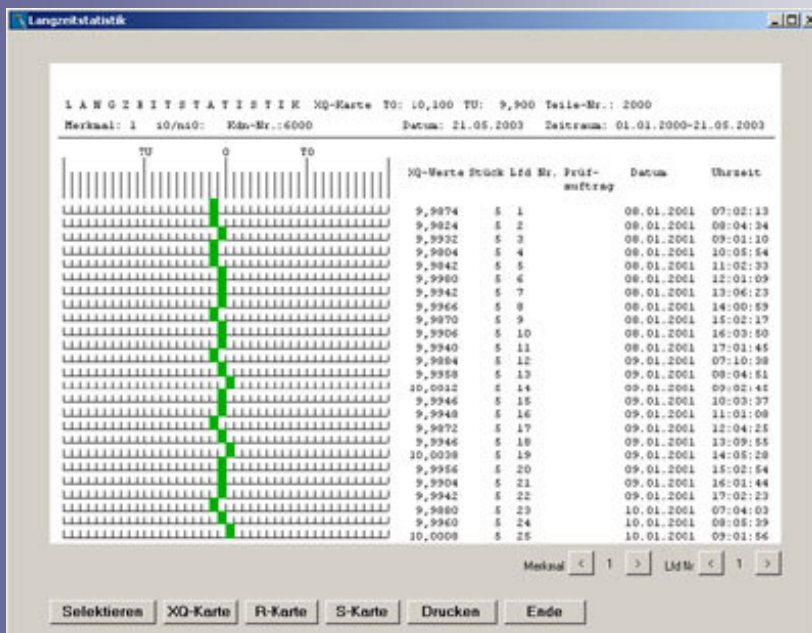 Langzeitstatistik
L A N G Z E I T S T A T I S T I K XQ-Karte TO: 10,100 TU: 9,900 Teile-Nr.: 2000
Merkmal: 1 i0/ni0: Kdn-Nr.:6000 Datum: 21.05.2003 Zeitraum: 01.01.2000-21.05.2003
TU 0 TO
XQ-Werte Stück Lfd Nr. Prüf-auftrag Datum Uhrzeit
9,9874 5 1 08.01.2001 07:02:13
9,9824 5 2 08.01.2001 08:04:34
9,9932 5 3 08.01.2001 09:01:10
9,9804 5 4 08.01.2001 10:05:54
9,9842 5 5 08.01.2001 11:02:33
9,9980 5 6 08.01.2001 12:01:09
9,9942 5 7 08.01.2001 13:06:23
9,9966 5 8 08.01.2001 14:00:59
9,9870 5 9 08.01.2001 15:02:17
9,9906 5 10 08.01.2001 16:03:50
9,9940 5 11 08.01.2001 17:01:45
9,9884 5 12 09.01.2001 07:10:38
9,9958 5 13 09.01.2001 08:04:51
10,0012 5 14 09.01.2001 09:02:45
9,9946 5 15 09.01.2001 10:03:37
9,9948 5 16 09.01.2001 11:01:08
9,9872 5 17 09.01.2001 12:04:25
9,9946 5 18 09.01.2001 13:09:55
10,0038 5 19 09.01.2001 14:05:28
9,9956 5 20 09.01.2001 15:02:54
9,9904 5 21 09.01.2001 16:01:44
9,9942 5 22 09.01.2001 17:02:23
9,9880 5 23 10.01.2001 07:04:03
9,9960 5 24 10.01.2001 08:05:39
10,0008 5 25 10.01.2001 09:01:56
Merkmal < 1 > Lfd Nr < 1 >
Selektieren XQ-Karte R-Karte S-Karte Drucken Ende